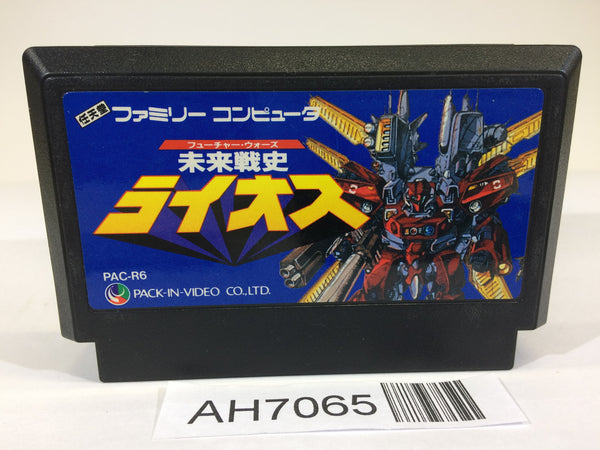 任天堂 ファミリー コンピュータ
フューチャー・ウォーズ
未来戦史
ライオス
PAC-R6
PACK-IN-VIDEO CO.,LTD.
AH7065